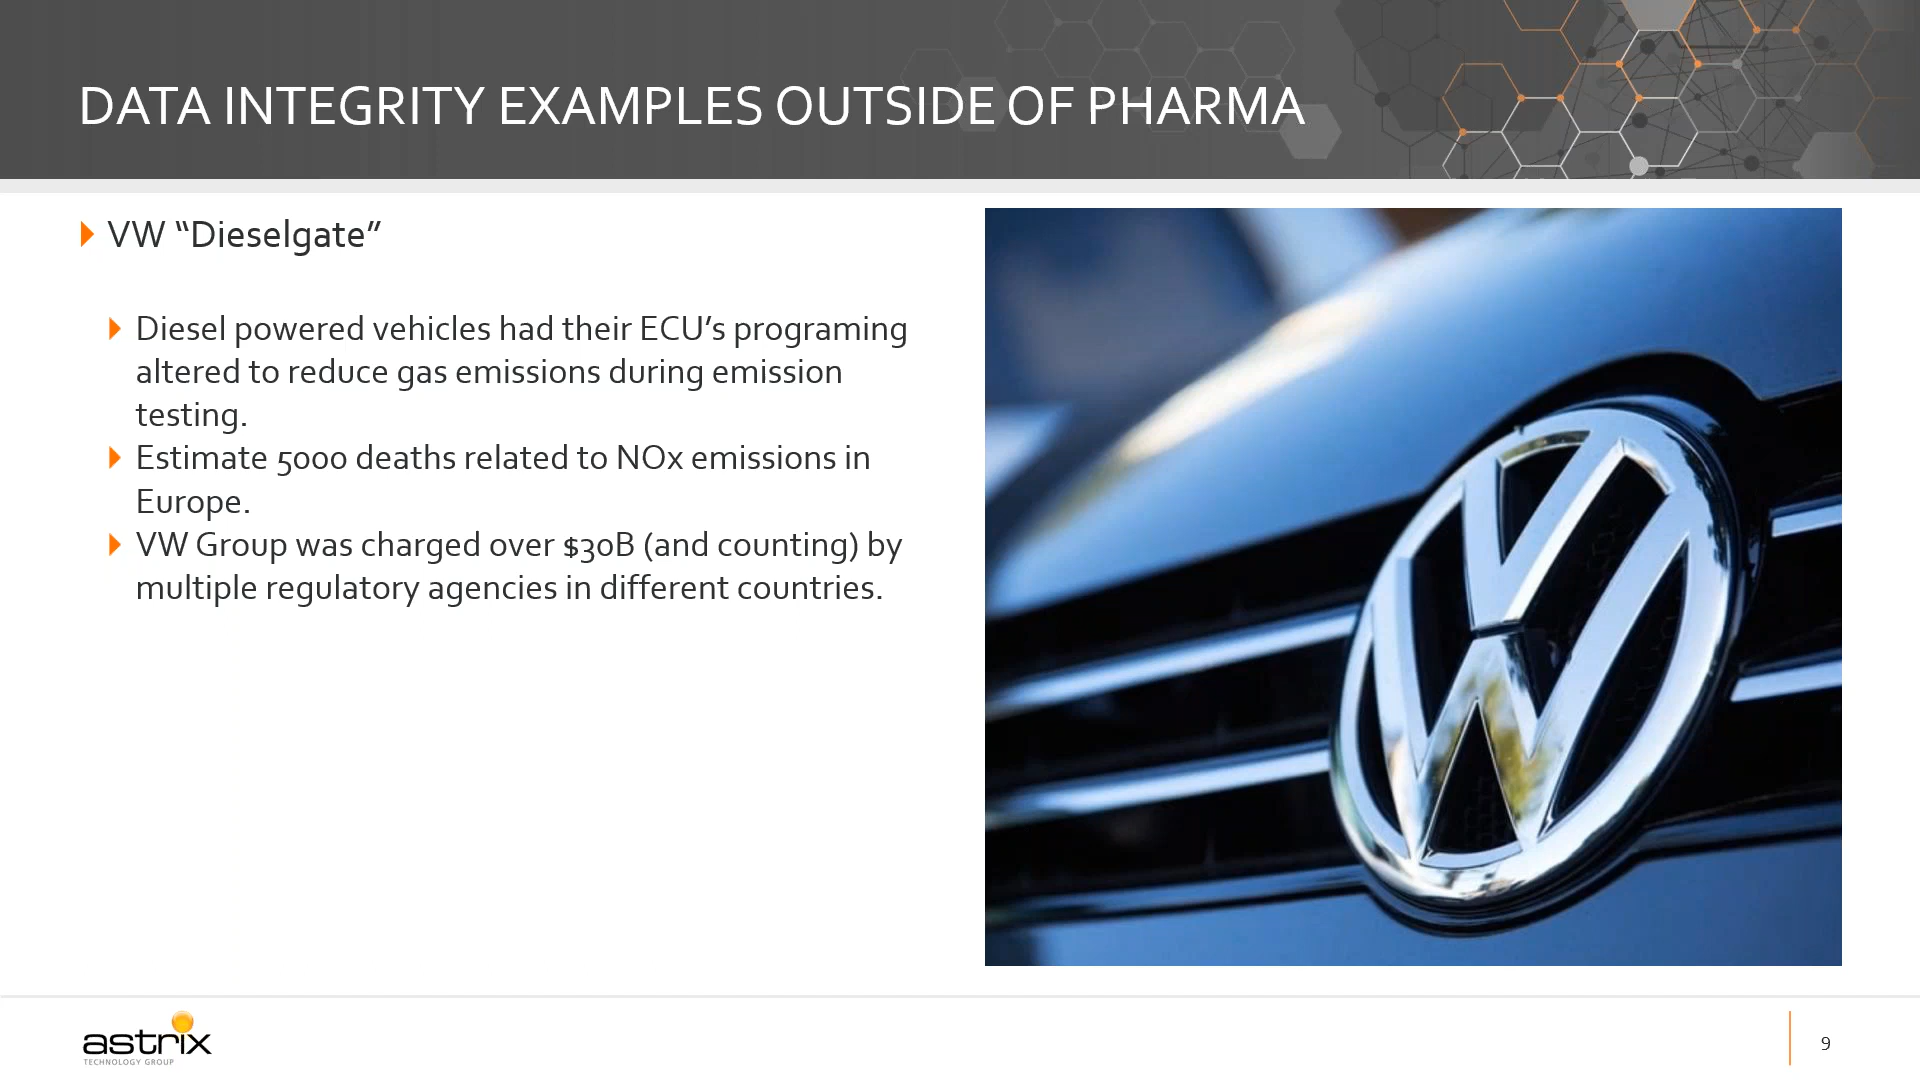 DATA INTEGRITY EXAMPLES OUTSIDE OF PHARMA
VW “Dieselgate”
Diesel powered vehicles had their ECU’s programing
altered to reduce gas emissions during emission
testing.
Estimate 5000 deaths related to NOx emissions in
Europe.
VW Group was charged over $30B (and counting) by
multiple regulatory agencies in different countries.
astrix
TECHNOLOGY GROUP
9